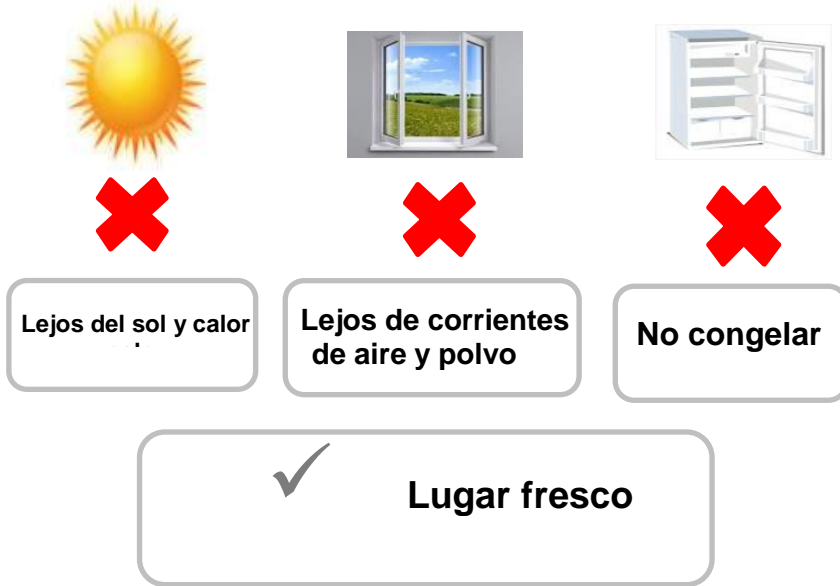 Lejos del sol y calor
Lejos de corrientes
de aire y polvo
No congelar
Lugar fresco